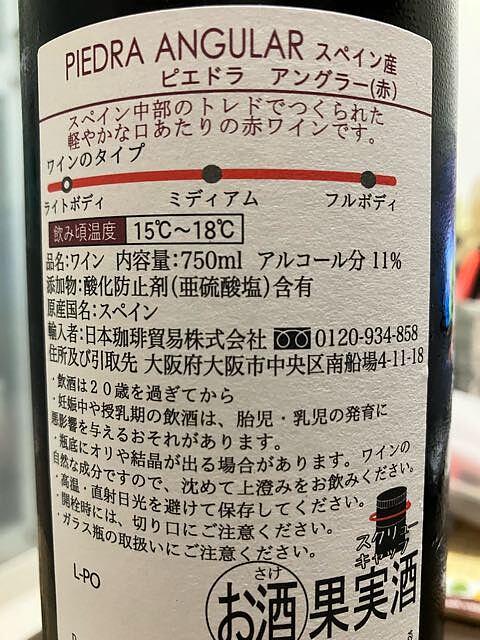 PIEDRA ANGULAR スペイン産
ピエドラ アングラー(赤)
スペイン中部のトレドでつくられた
軽やかな口あたりの赤ワインです。
ワインのタイプ
ライトボディ ミディアム フルボディ
飲み頃温度 15℃〜18℃
品名:ワイン 内容量:750ml アルコール分 11%
添加物:酸化防止剤(亜硫酸塩)含有
原産国名:スペイン
輸入者:日本珈琲貿易株式会社 0120-934-858
住所及び引取先 大阪府大阪市中央区南船場4-11-18
・飲酒は20歳を過ぎてから
・妊娠中や授乳期の飲酒は、胎児・乳児の発育に
悪影響を与えるおそれがあります。
・瓶底にオリや結晶が出る場合があります。ワインの
自然な成分ですので、沈めて上澄みをお飲みください。
・高温・直射日光を避けて保存してください。
・開栓時には、切り口にご注意ください。
・ガラス瓶の取扱いにご注意ください。
スクリュー
キャップ
L-PO
さけ
お酒 果実酒